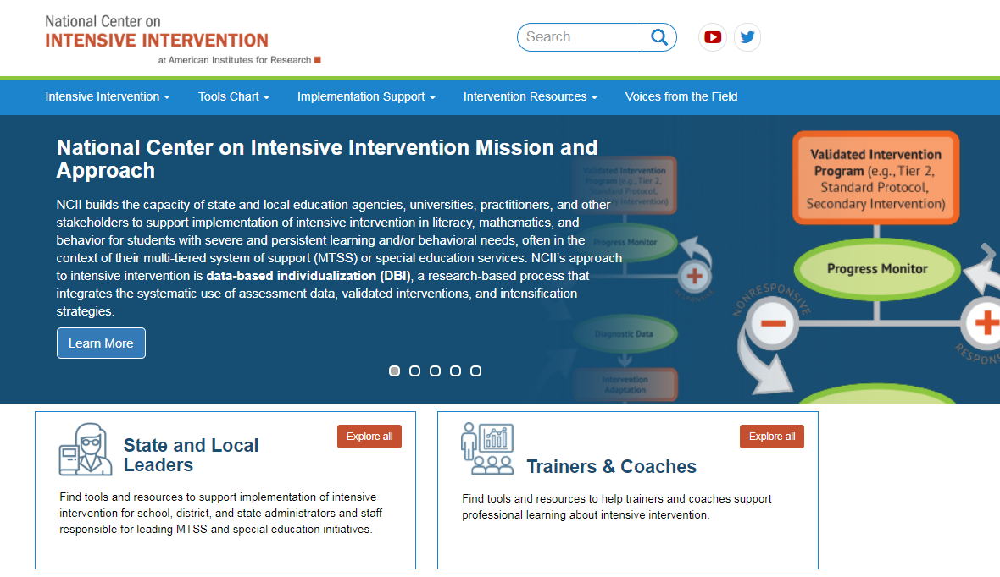 National Center on
INTENSIVE INTERVENTION
at American Institutes for Research
Search
Intensive Intervention
Tools Chart
Implementation Support
Intervention Resources
Voices from the Field
National Center on Intensive Intervention Mission and
Approach
NCII builds the capacity of state and local education agencies, universities, practitioners, and other
stakeholders to support implementation of intensive intervention in literacy, mathematics, and
behavior for students with severe and persistent learning and/or behavioral needs, often in the
context of their multi-tiered system of support (MTSS) or special education services. NCII's approach
to intensive intervention is data-based individualization (DBI), a research-based process that
integrates the systematic use of assessment data, validated interventions, and intensification
strategies.
Learn More
Validated Intervention
Program (e.g., Tier 2,
Standard Protocol,
Secondary Intervention)
Progress Monitor
NONRESPONSIVE
RESPON
Validated Intervention
Program (e.g., Tier 2,
Standard Protocol,
Intervention)
Progress Monitor
RESPONSIVE
Diagnostic Data
Intervention
Adaptation
State and Local
Leaders
Explore all
Find tools and resources to support implementation of intensive
intervention for school, district, and state administrators and staff
responsible for leading MTSS and special education initiatives.
Trainers & Coaches
Explore all
Find tools and resources to help trainers and coaches support
professional learning about intensive intervention.